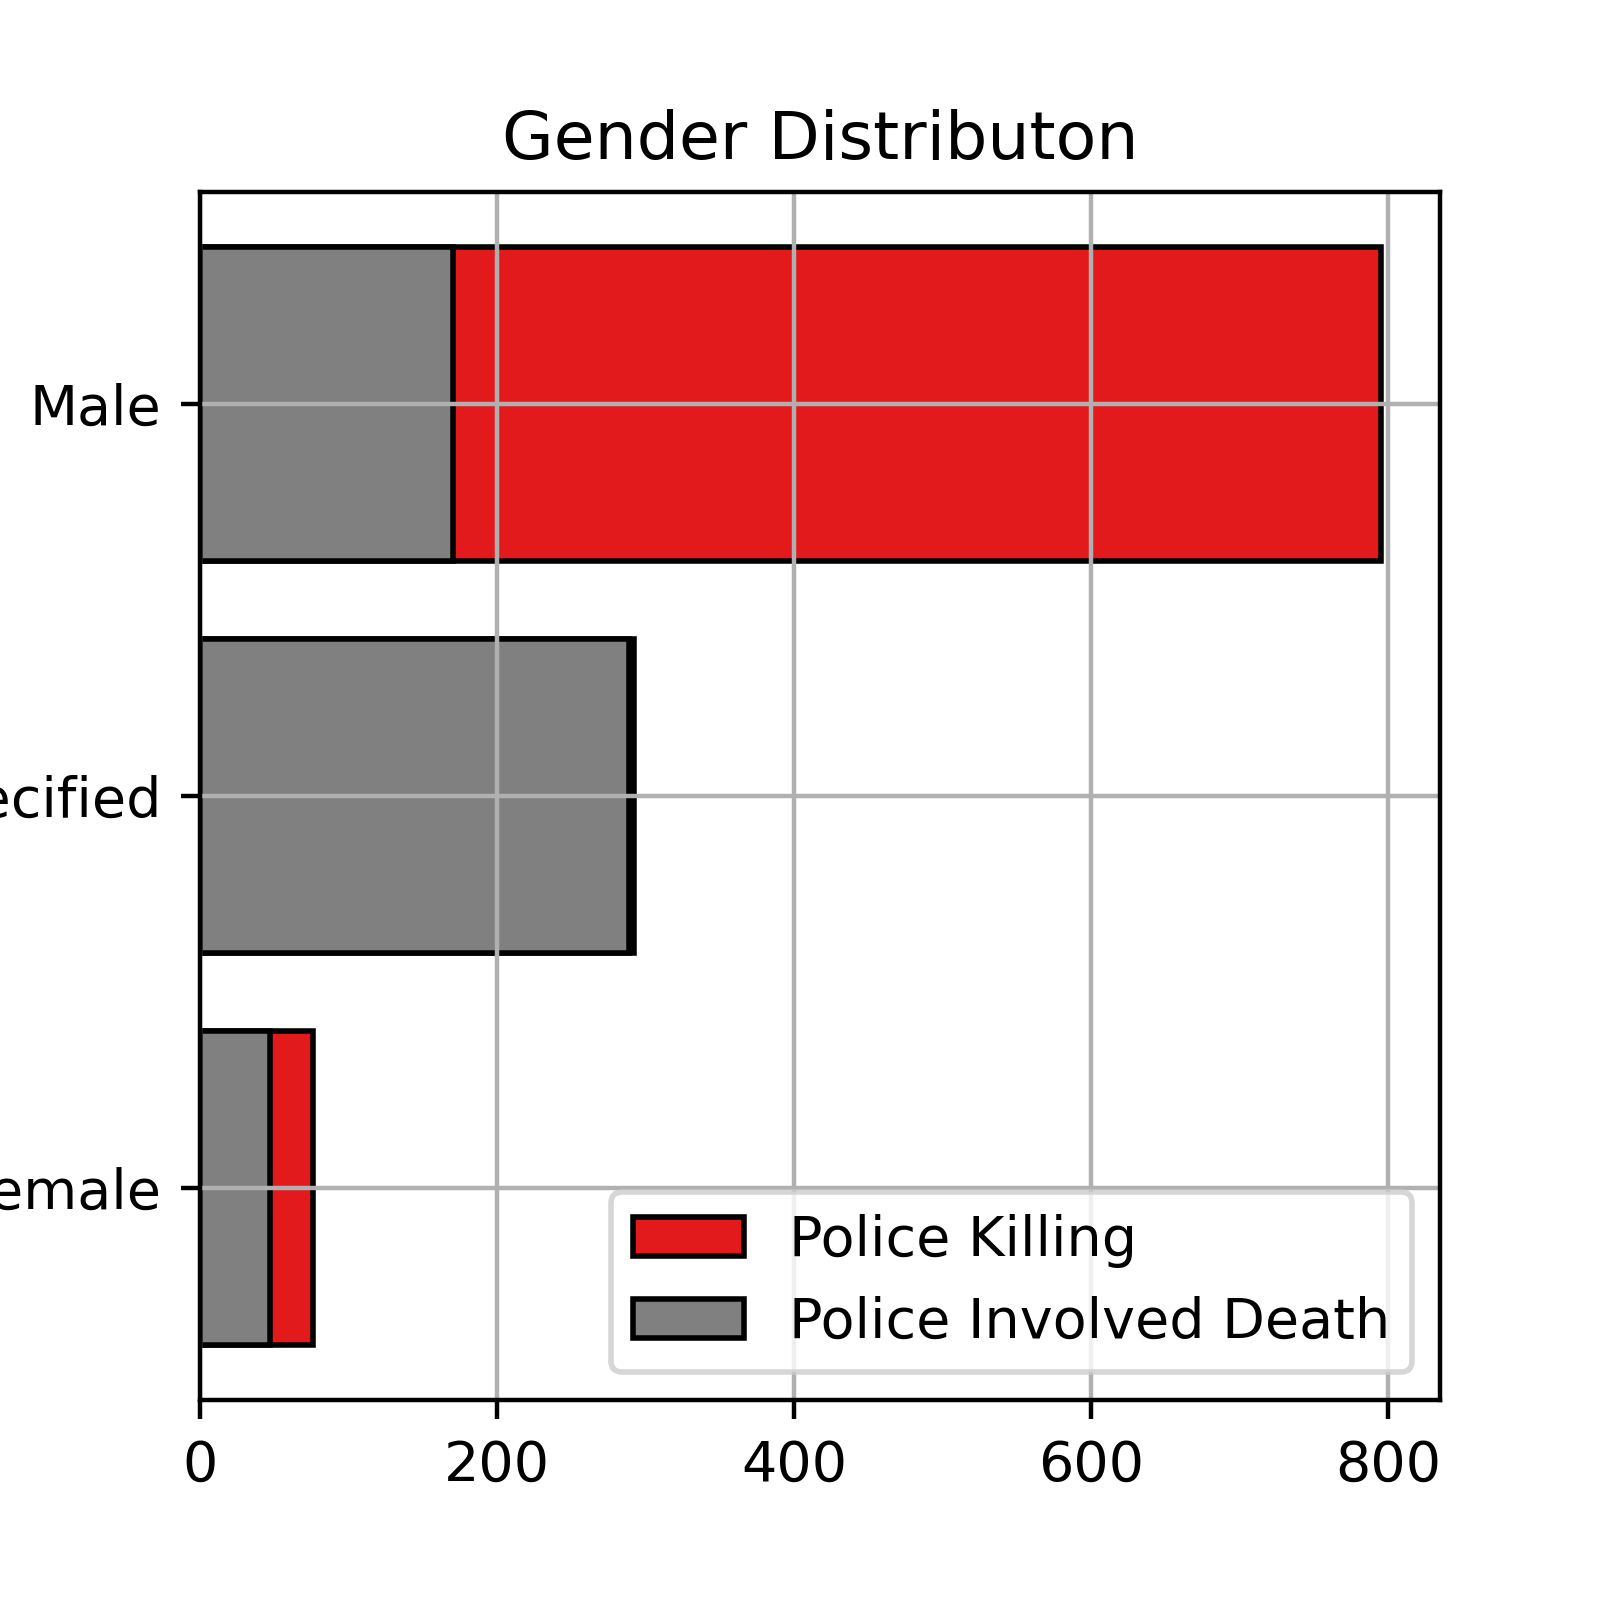 Gender Distributon
Male
ecified
emale
Police Killing
Police Involved Death
0 200 400 600 800